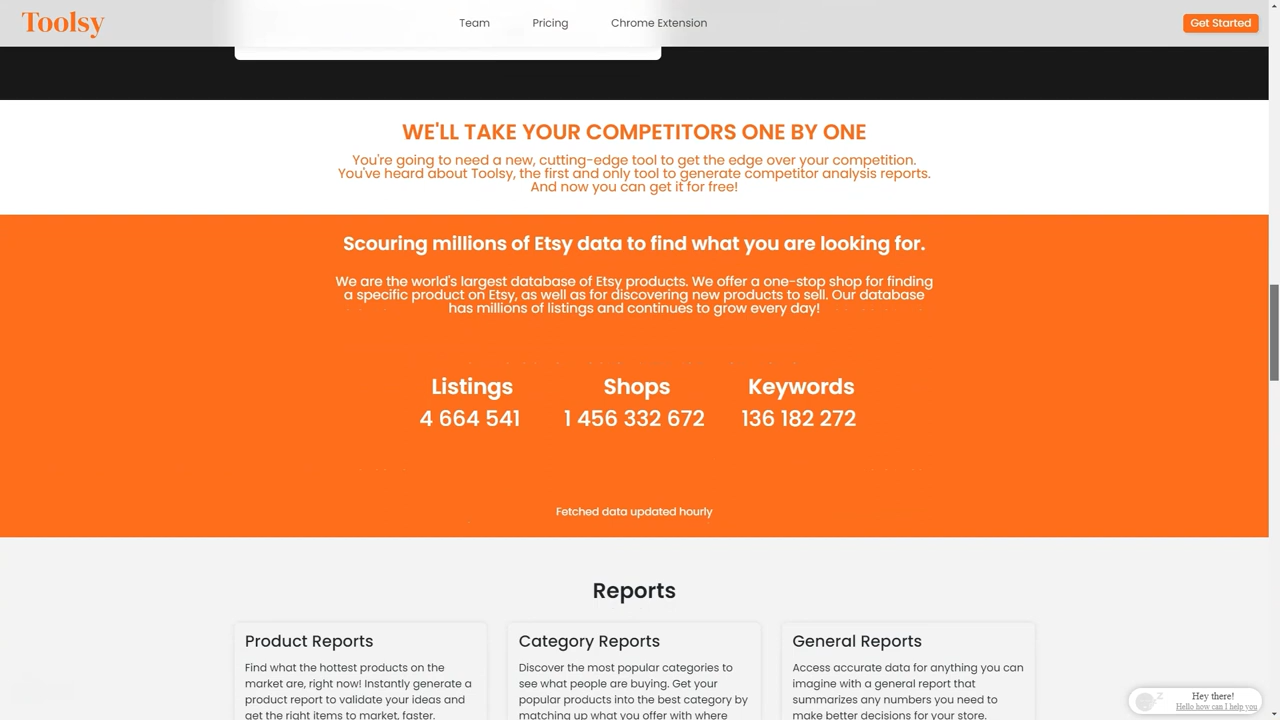 Toolsy
Team
Pricing
Chrome Extension
Get Started
WE'LL TAKE YOUR COMPETITORS ONE BY ONE
You're going to need a new, cutting-edge tool to get the edge over your competition.
You've heard about Toolsy, the first and only tool to generate competitor analysis reports.
And now you can get it for free!
Scouring millions of Etsy data to find what you are looking for.
We are the world's largest database of Etsy products. We offer a one-stop shop for finding
a specific product on Etsy, as well as for discovering new products to sell. Our database
has millions of listings and continues to grow every day!
Listings
4 664 541
Shops
1 456 332 672
Keywords
136 182 272
Fetched data updated hourly
Reports
Product Reports
Find what the hottest products on the
market are, right now! Instantly generate a
product report to validate your ideas and
get the right items to market, faster.
Category Reports
Discover the most popular categories to
see what people are buying. Get your
popular products into the best category by
matching up what you offer with where
General Reports
Access accurate data for anything you can
imagine with a general report that
summarizes any numbers you need to
make better decisions for your store.
Hey there!
Hello how can I help you